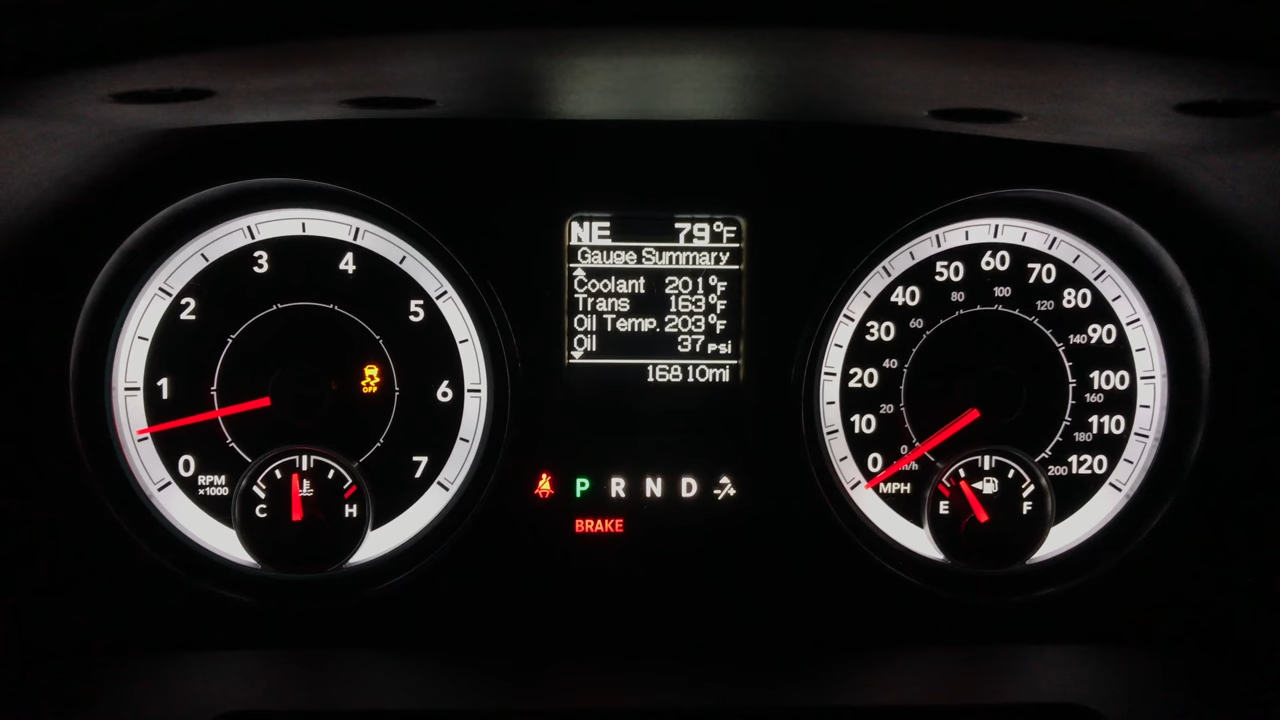 0 1 2 3 4 5 6 7
RPM
x1000
OFF
C H
NE 79°F
Gauge Summary
Coolant 201°F
Trans 163°F
Oil Temp. 203°F
Oil 37 psi
16810mi
P R N D
BRAKE
0 10 20 30 40 50 60 70 80 90 100 110 120
MPH
0 20 40 60 80 100 120 140 160 180 200
km/h
E F